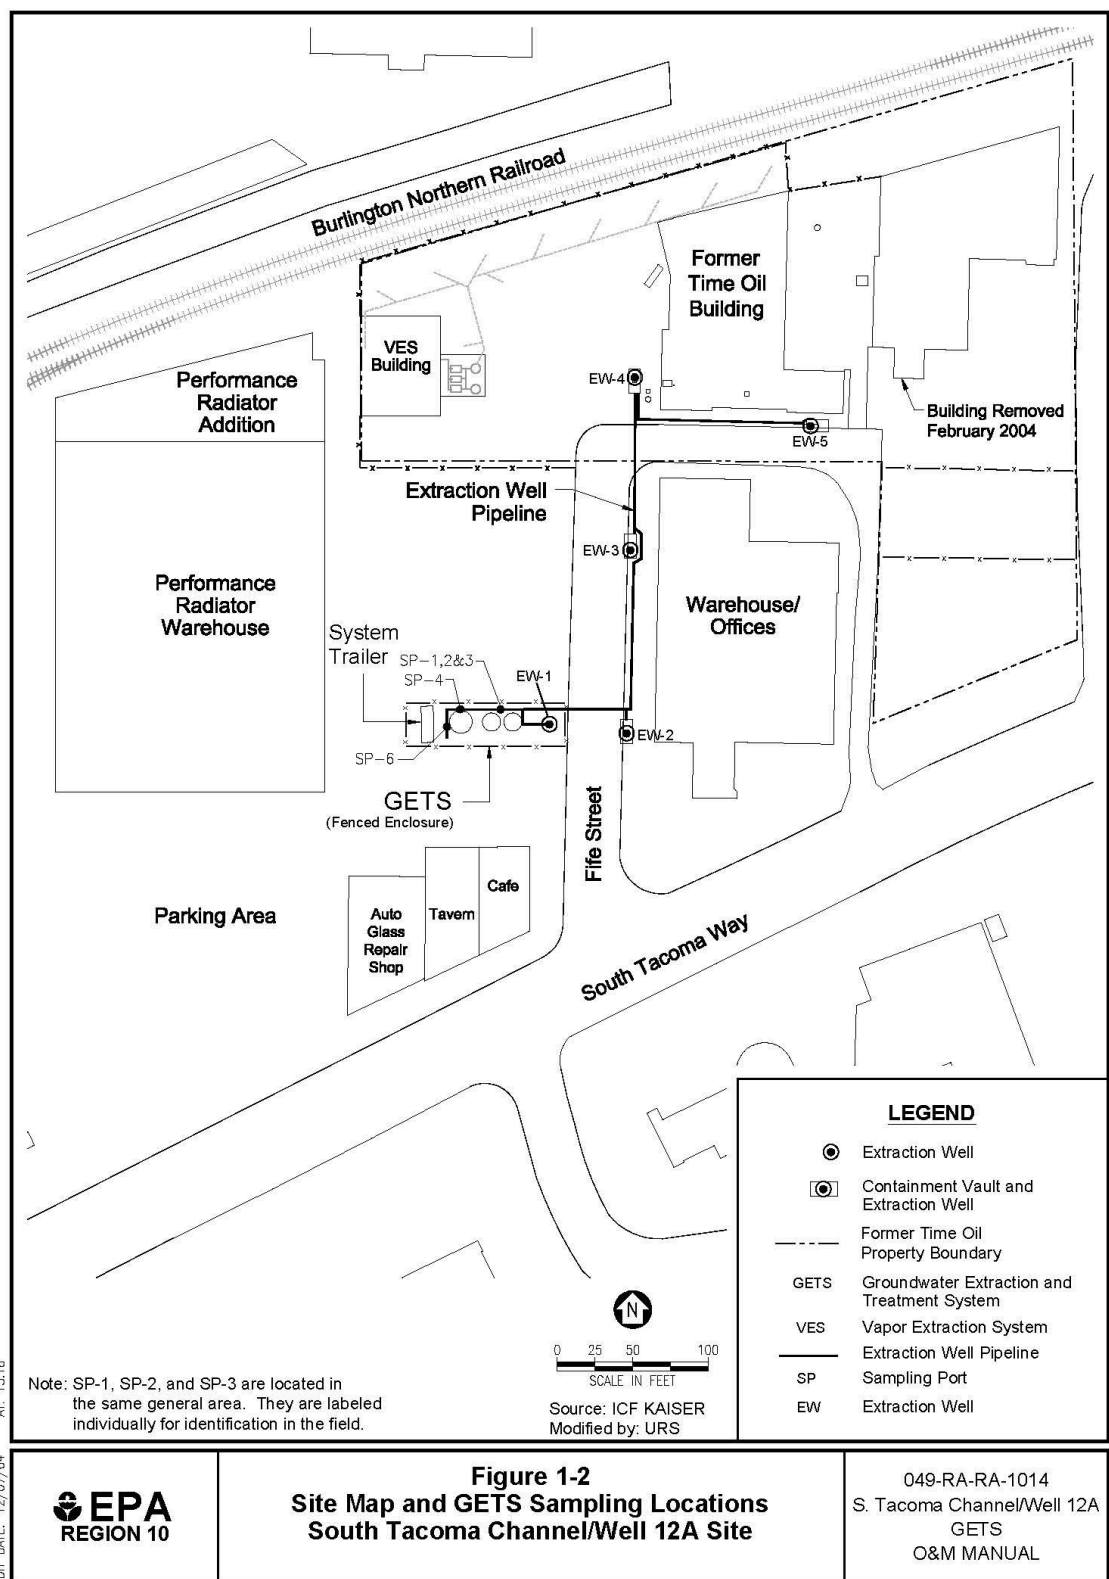 Burlington Northern Railroad
Former
Time Oil
Building
VES
Building
Performance
Radiator
Addition
EW-4
Building Removed
February 2004
EW-5
Extraction Well
Pipeline
EW-3
Performance
Radiator
Warehouse
Warehouse/
Offices
System
Trailer
SP-1,2&3
SP-4
EW-1
EW-2
SP-6
GETS
(Fenced Enclosure)
Fife Street
Cafe
Tavern
Auto
Glass
Repair
Shop
Parking Area
South Tacoma Way
LEGEND
Extraction Well
Containment Vault and
Extraction Well
Former Time Oil
Property Boundary
GETS Groundwater Extraction and
Treatment System
VES Vapor Extraction System
Extraction Well Pipeline
SP Sampling Port
EW Extraction Well
N
0 25 50 100
SCALE IN FEET
Source: ICF KAISER
Modified by: URS
Note: SP-1, SP-2, and SP-3 are located in
the same general area. They are labeled
individually for identification in the field.
EPA
REGION 10
Figure 1-2
Site Map and GETS Sampling Locations
South Tacoma Channel/Well 12A Site
049-RA-RA-1014
S. Tacoma Channel/Well 12A
GETS
O&M MANUAL